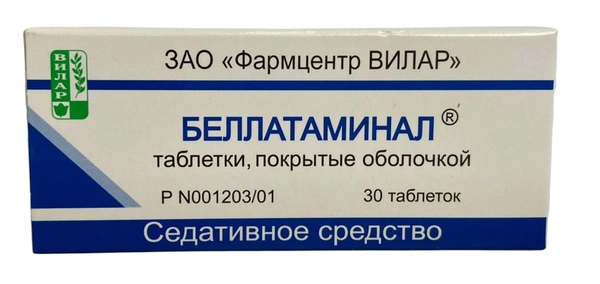 ВИЛАР
ЗАО «Фармцентр ВИЛАР»
БЕЛЛАТАМИНАЛ®
таблетки, покрытые оболочкой
Р N001203/01 30 таблеток
Седативное средство